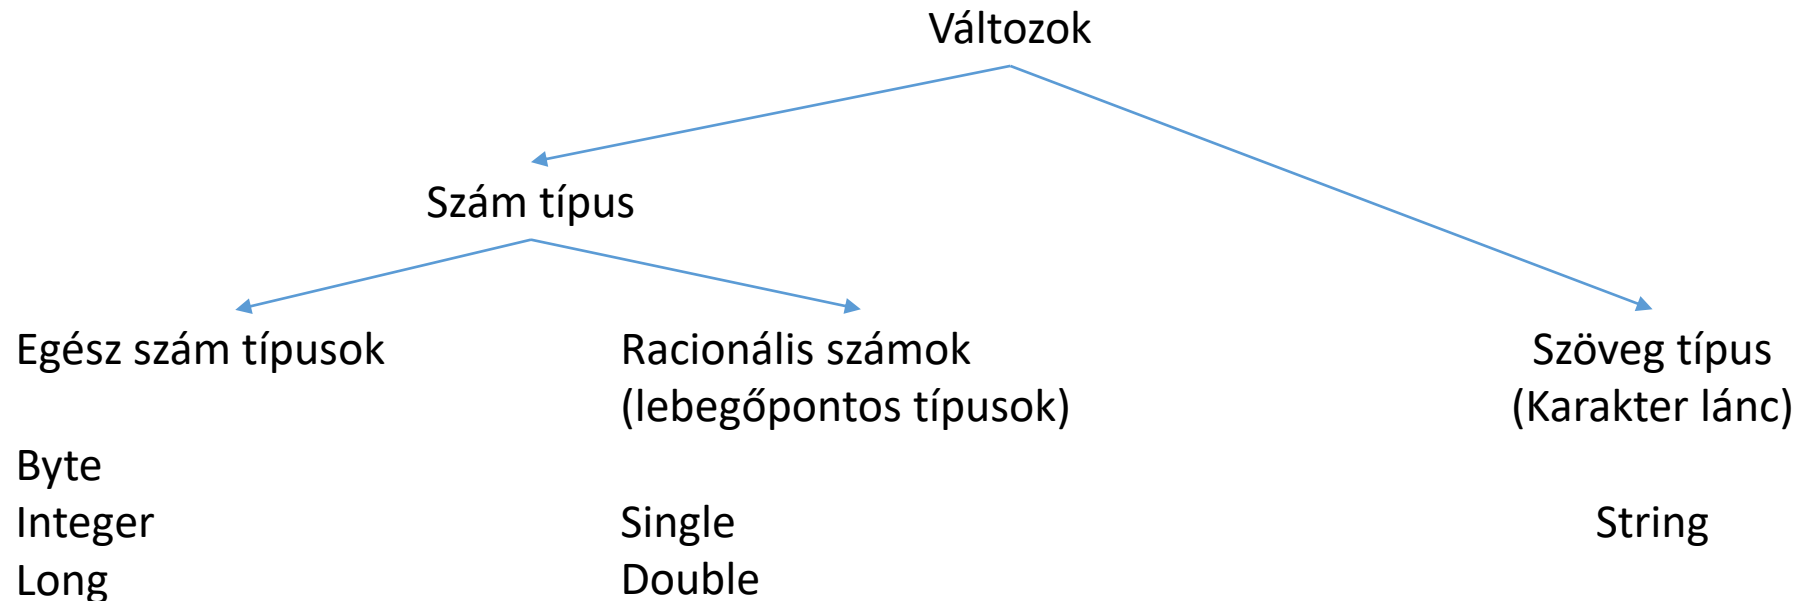 Változok
Szám típus
Egész szám típusok
Byte
Integer
Long
Racionális számok
(lebegőpontos típusok)
Single
Double
Szöveg típus
(Karakter lánc)
String